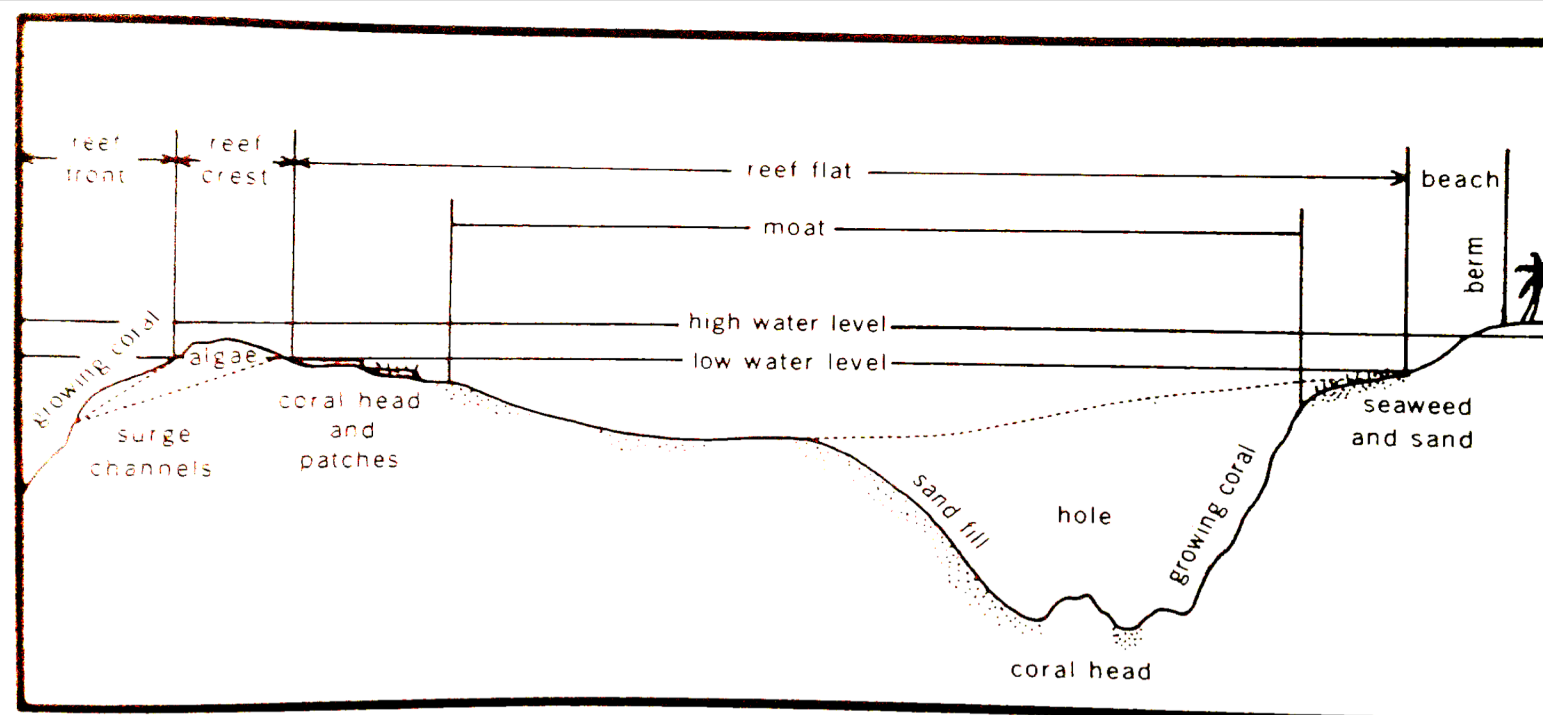 reef
front
reef
crest
reef flat
beach
moat
berm
high water level
low water level
growing coral
algae
coral head
and
patches
surge
channels
seaweed
and sand
sand fill
hole
growing coral
coral head